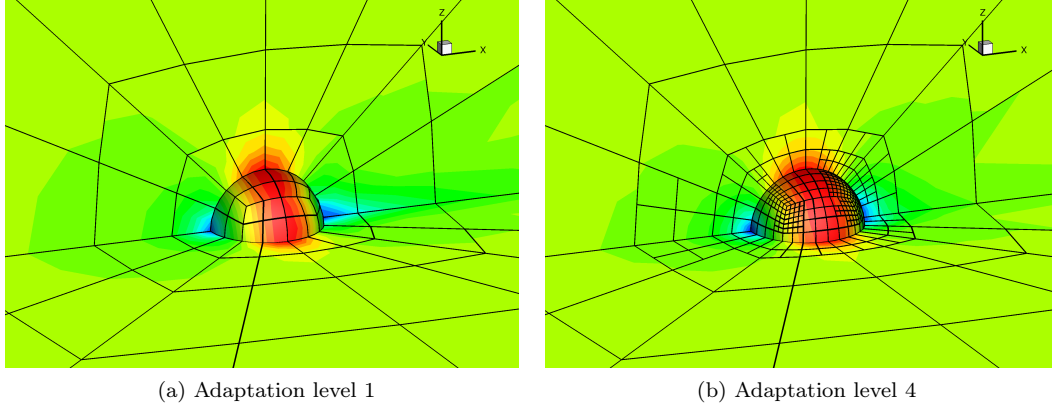 Z
Y
X
Z
Y
X
(a) Adaptation level 1
(b) Adaptation level 4